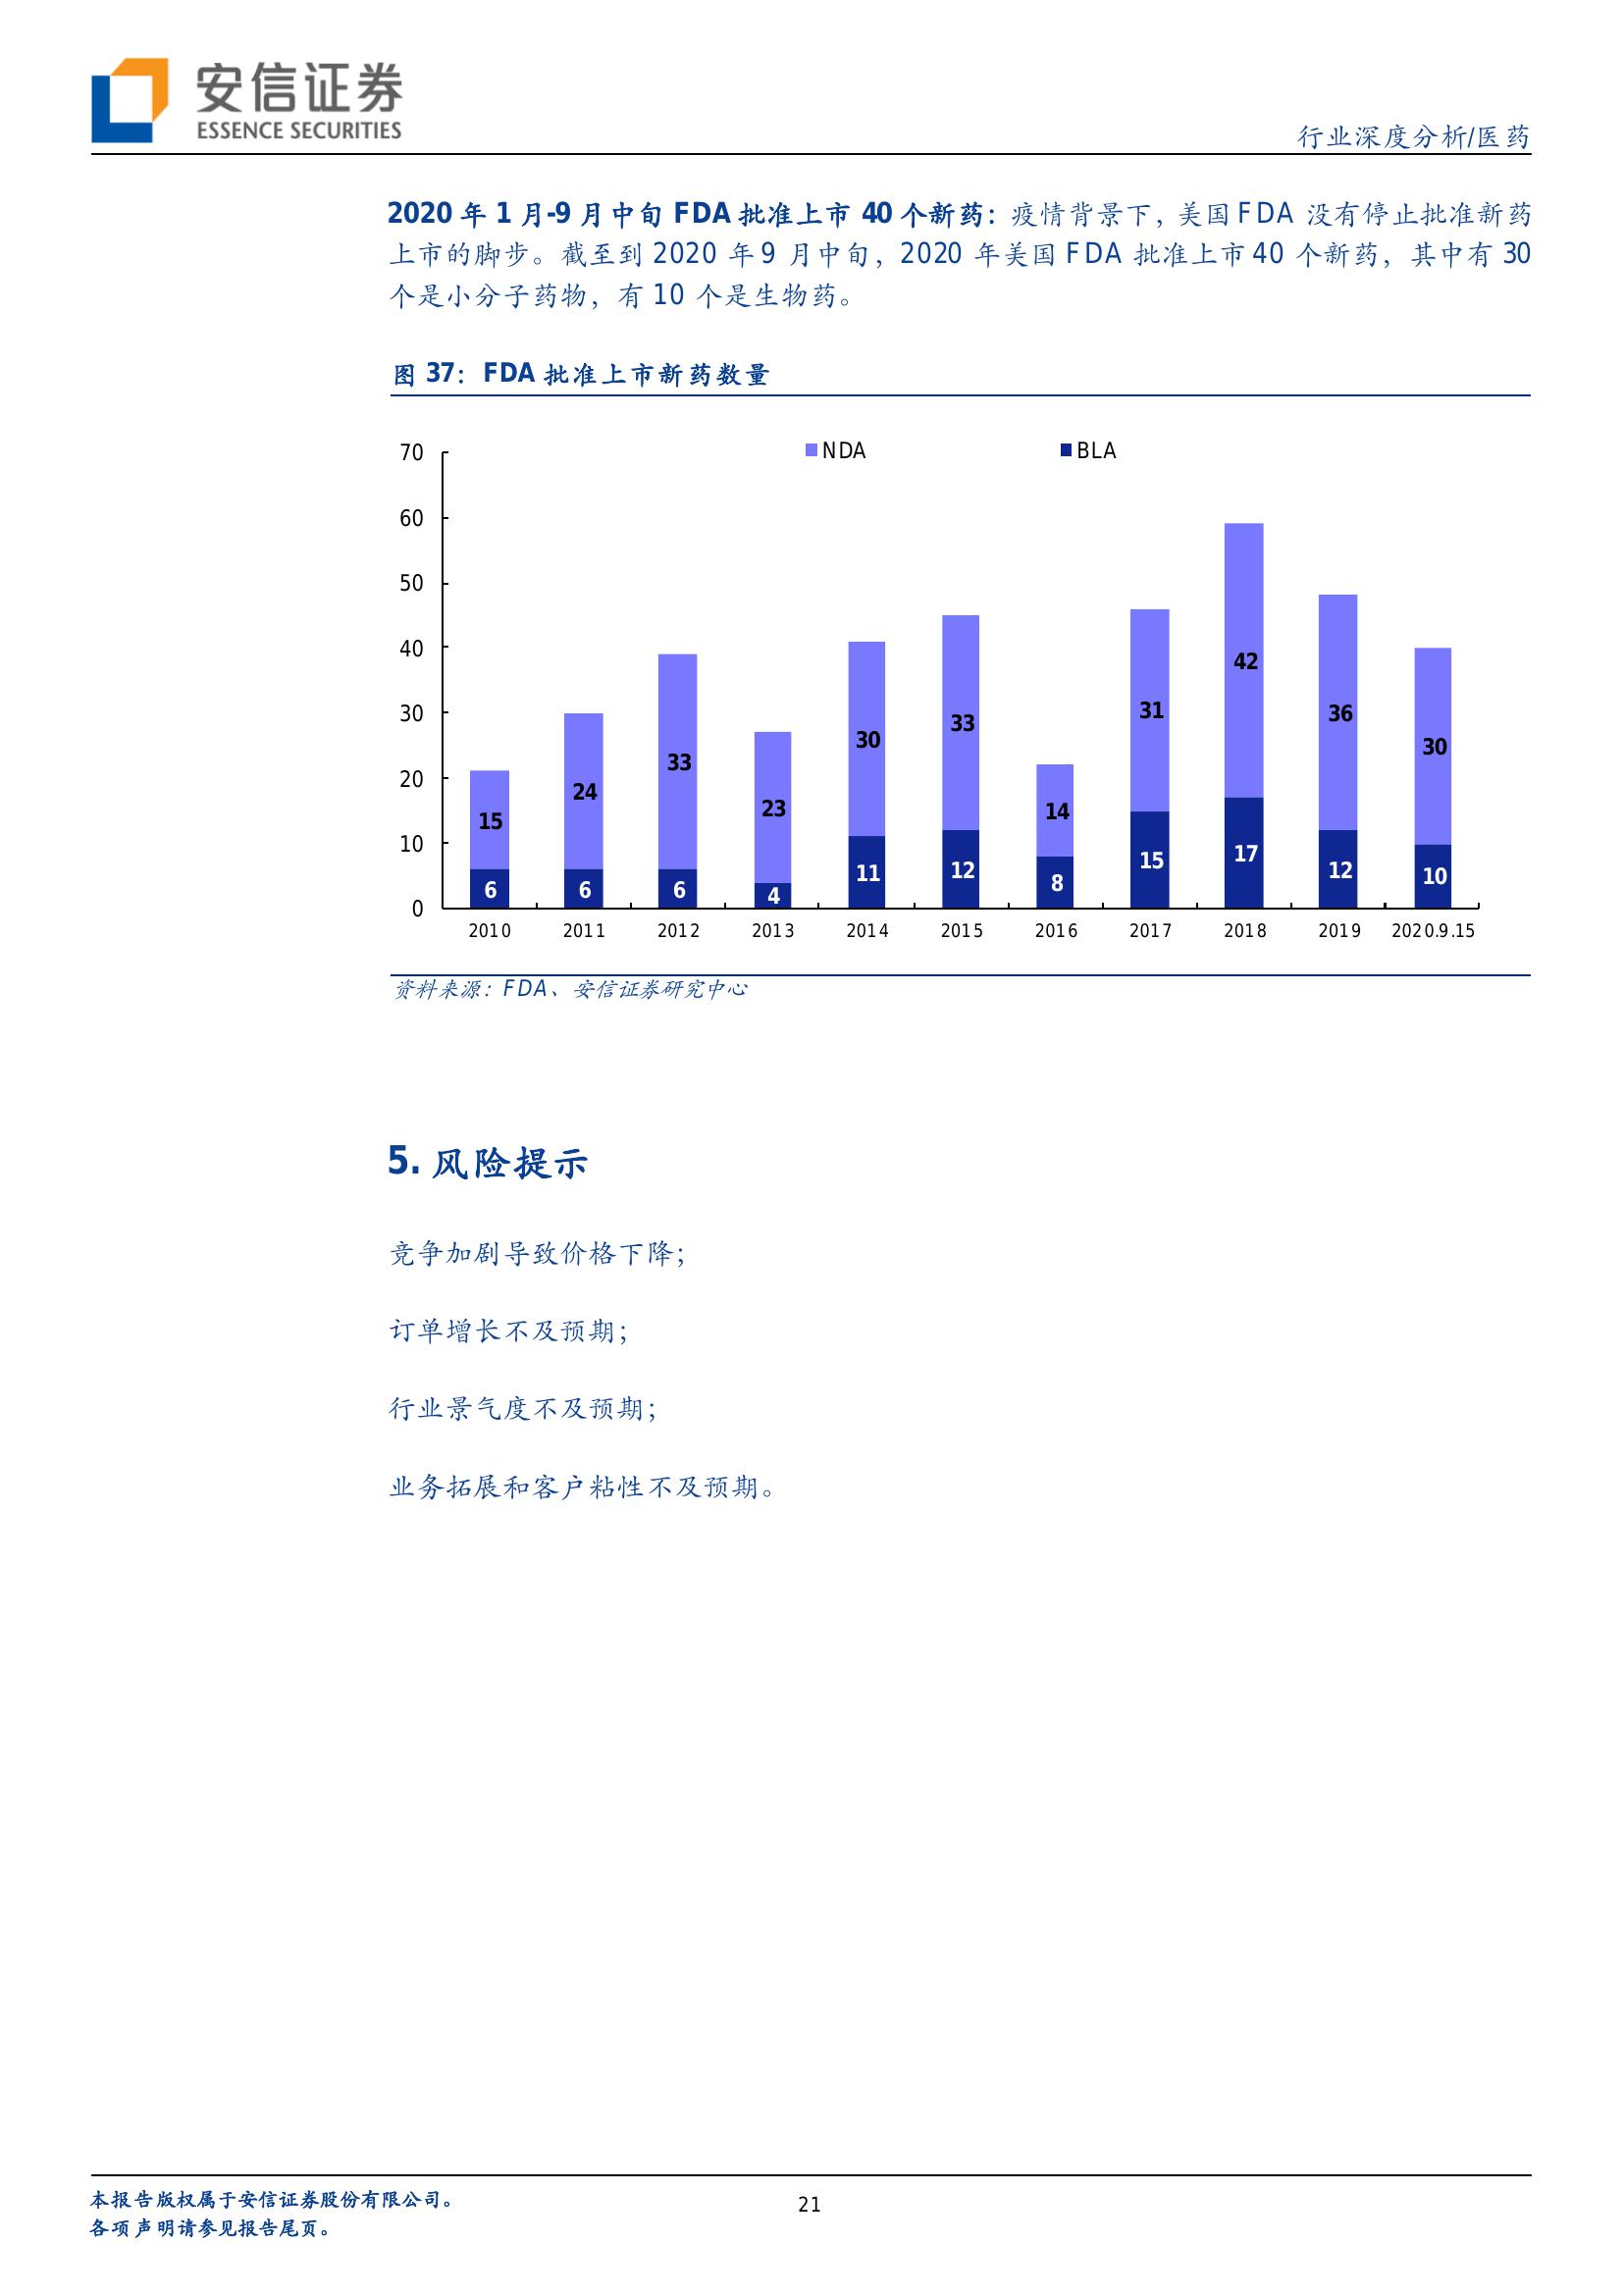 安信证券
ESSENCE SECURITIES
行业深度分析/医药
2020 年 1 月-9 月中旬 FDA 批准上市 40 个新药：疫情背景下，美国 FDA 没有停止批准新药
上市的脚步。截至到 2020 年 9 月中旬，2020 年美国 FDA 批准上市 40 个新药，其中有 30
个是小分子药物，有 10 个是生物药。
图 37：FDA 批准上市新药数量
NDA BLA
70
60
50
40
30
20
10
0
15 24 33 23 30 33 14 31 42 36 30
6 6 6 4 11 12 8 15 17 12 10
2010 2011 2012 2013 2014 2015 2016 2017 2018 2019 2020.9.15
资料来源：FDA、安信证券研究中心
5. 风险提示
竞争加剧导致价格下降；
订单增长不及预期；
行业景气度不及预期；
业务拓展和客户粘性不及预期。
本报告版权属于安信证券股份有限公司。
各项声明请参见报告尾页。
21